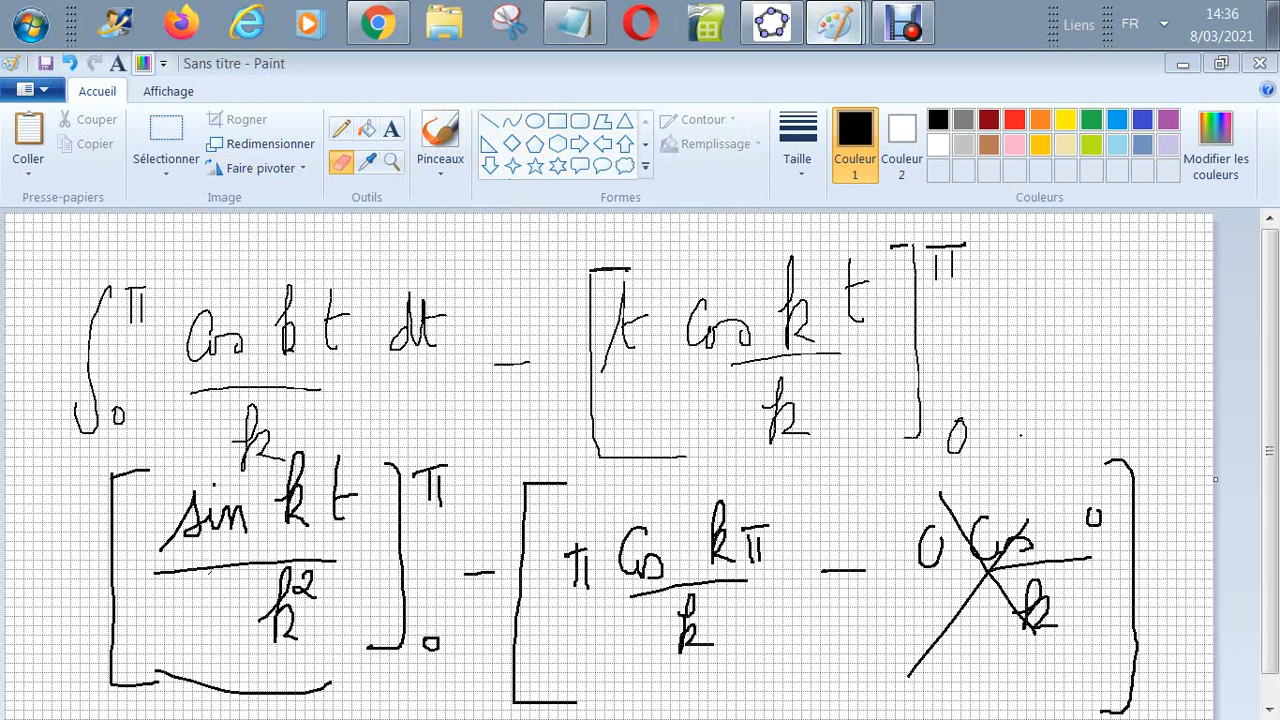 14:36
Liens FR
8/03/2021
Sans titre - Paint
Accueil Affichage
Coller Couper Copier
Sélectionner Rogner Redimensionner Faire pivoter
Pinceaux
Contour Remplissage
Taille
Couleur 1
Couleur 2
Modifier les couleurs
Presse-papiers Image Outils Formes Couleurs
∫₀^π (cos kt)/k dt − [t (cos kt)/k]₀^π
[(sin kt)/k²]₀^π − [π (cos kπ)/k − 0 (cos 0)/k]